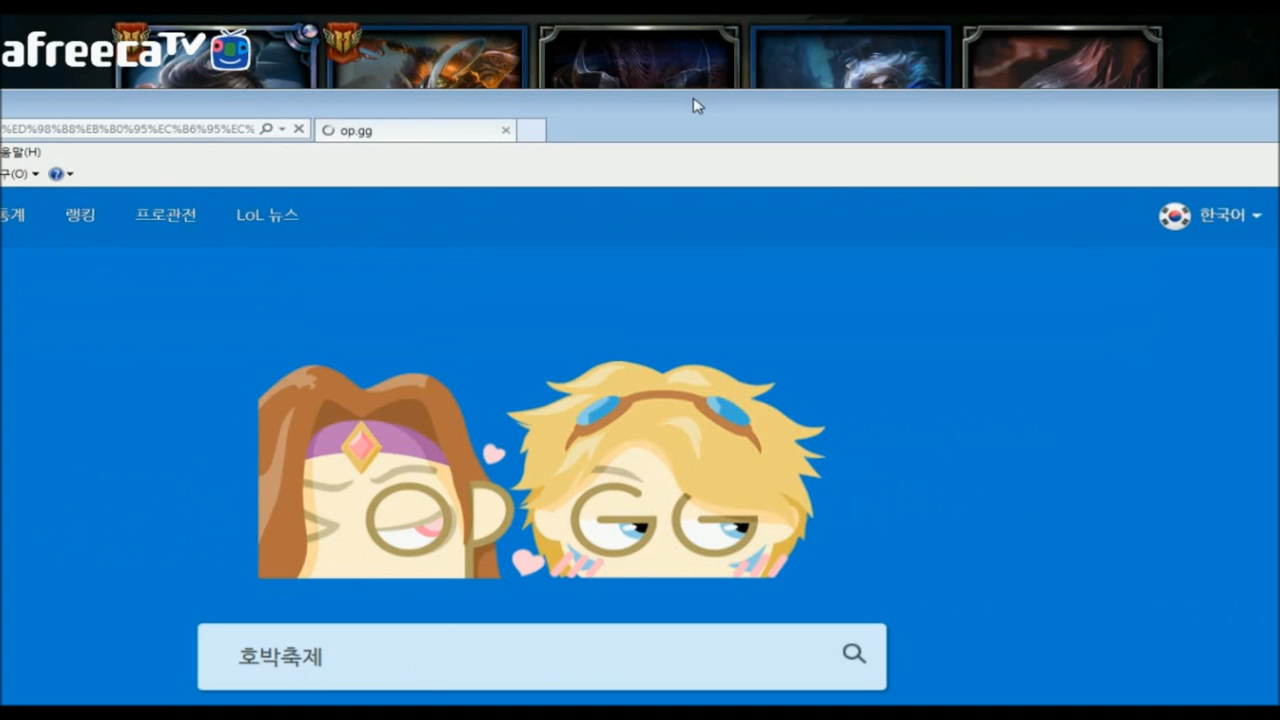 afreecaTV
%ED%98%B8%EB%B0%95%EC%B6%95%EC%
op.gg
움말(H)
구(O)
통계 랭킹 프로관전 LoL 뉴스
한국어
OP.GG
호박축제